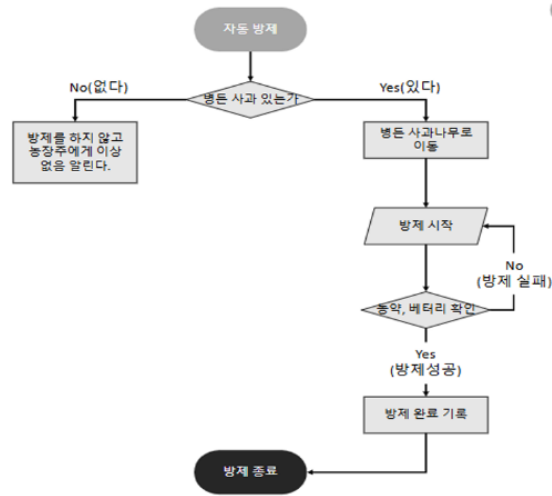 자동 방제
No(없다)
Yes(있다)
병든 사과 있는가
방제를 하지 않고
농장주에게 이상
없음 알린다.
병든 사과나무로
이동
방제 시작
No
(방제 실패)
농약, 베터리 확인
Yes
(방제성공)
방제 완료 기록
방제 종료